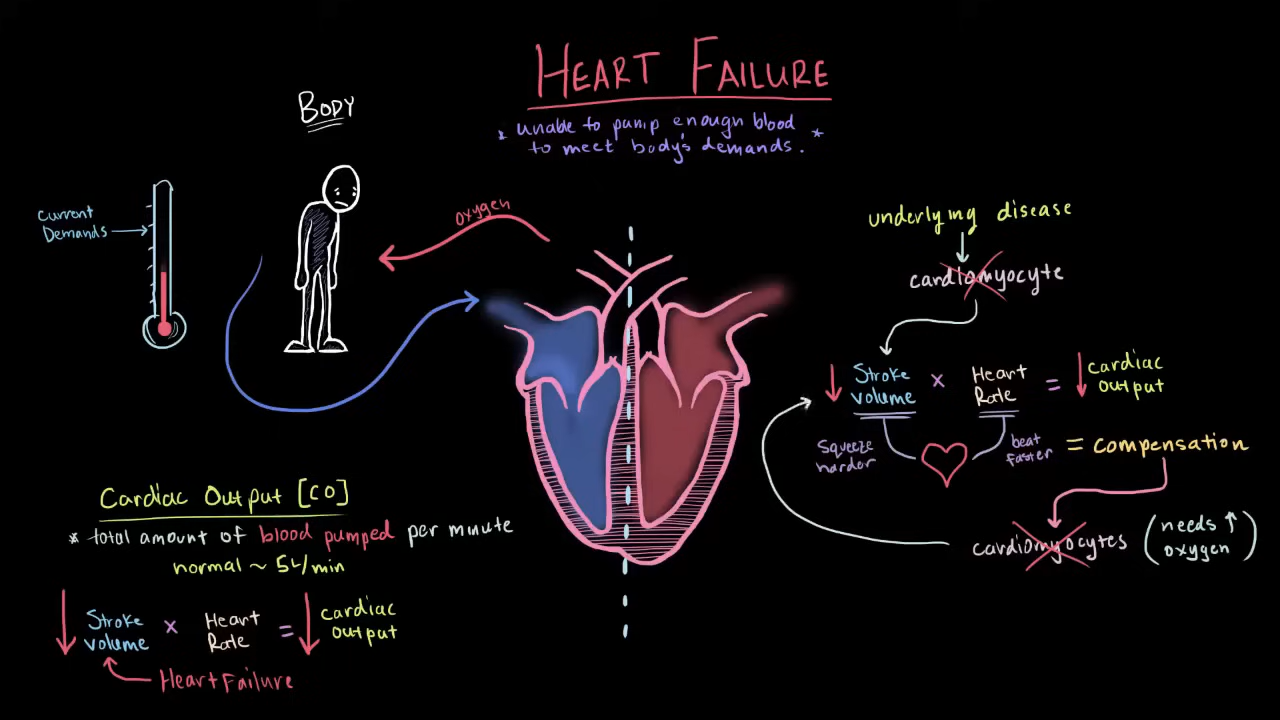 HEART FAILURE
* unable to pump enough blood *
to meet body's demands.
BODY
Current
Demands
oxygen
Cardiac Output [CO]
* total amount of blood pumped per minute
normal ~ 5L/min
Stroke
volume
x
Heart
Rate
=
cardiac
output
Heart Failure
underlying disease
cardiomyocyte
Stroke
volume
x
Heart
Rate
=
cardiac
output
squeeze
harder
beat
faster
= compensation
cardiomyocytes
(needs ↑
oxygen)